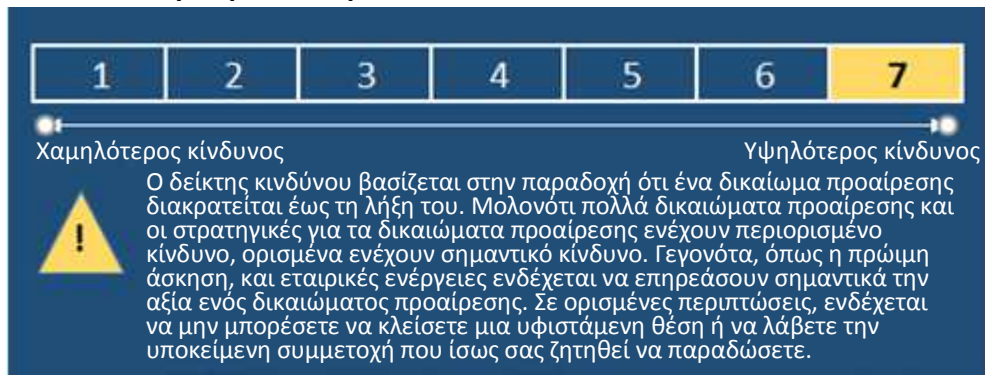 1 2 3 4 5 6 7
Χαμηλότερος κίνδυνος Υψηλότερος κίνδυνος
Ο δείκτης κινδύνου βασίζεται στην παραδοχή ότι ένα δικαίωμα προαίρεσης
διακρατείται έως τη λήξη του. Μολονότι πολλά δικαιώματα προαίρεσης και
! οι στρατηγικές για τα δικαιώματα προαίρεσης ενέχουν περιορισμένο
κίνδυνο, ορισμένα ενέχουν σημαντικό κίνδυνο. Γεγονότα, όπως η πρώιμη
άσκηση, και εταιρικές ενέργειες ενδέχεται να επηρεάσουν σημαντικά την
αξία ενός δικαιώματος προαίρεσης. Σε ορισμένες περιπτώσεις, ενδέχεται
να μην μπορέσετε να κλείσετε μια υφιστάμενη θέση ή να λάβετε την
υποκείμενη συμμετοχή που ίσως σας ζητηθεί να παραδώσετε.